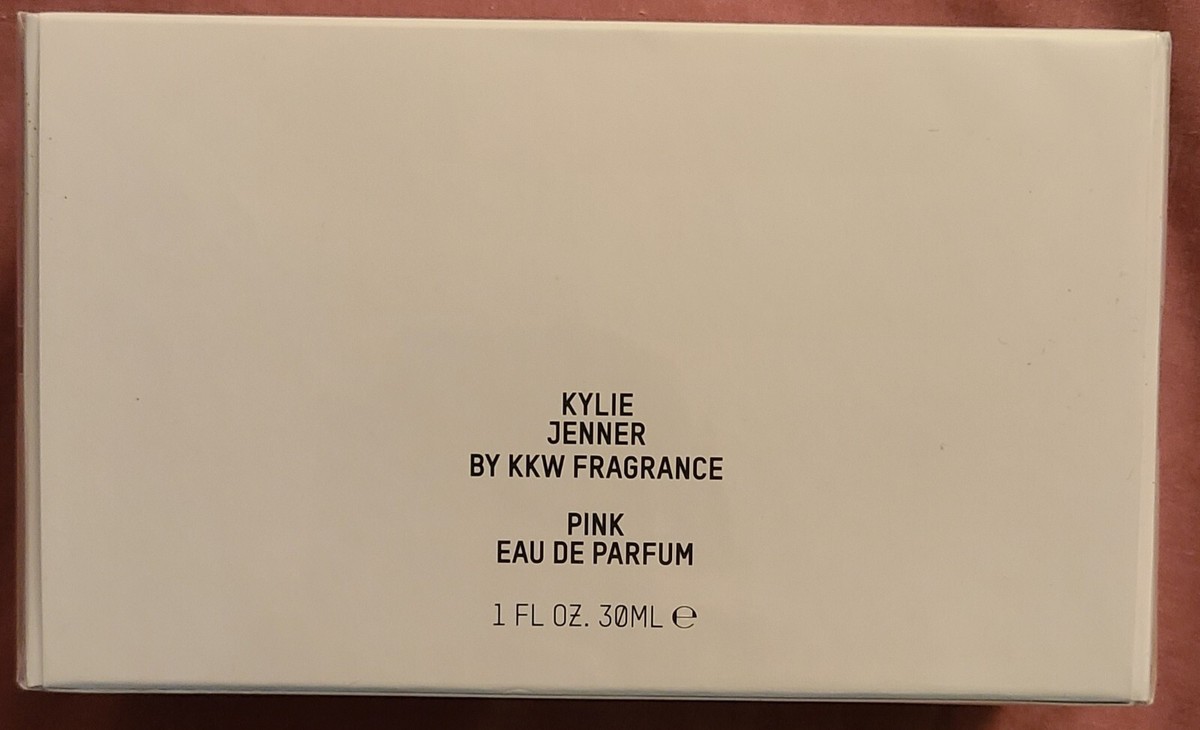 KYLIE
JENNER
BY KKW FRAGRANCE
PINK
EAU DE PARFUM
1 FL OZ. 30ML ℮